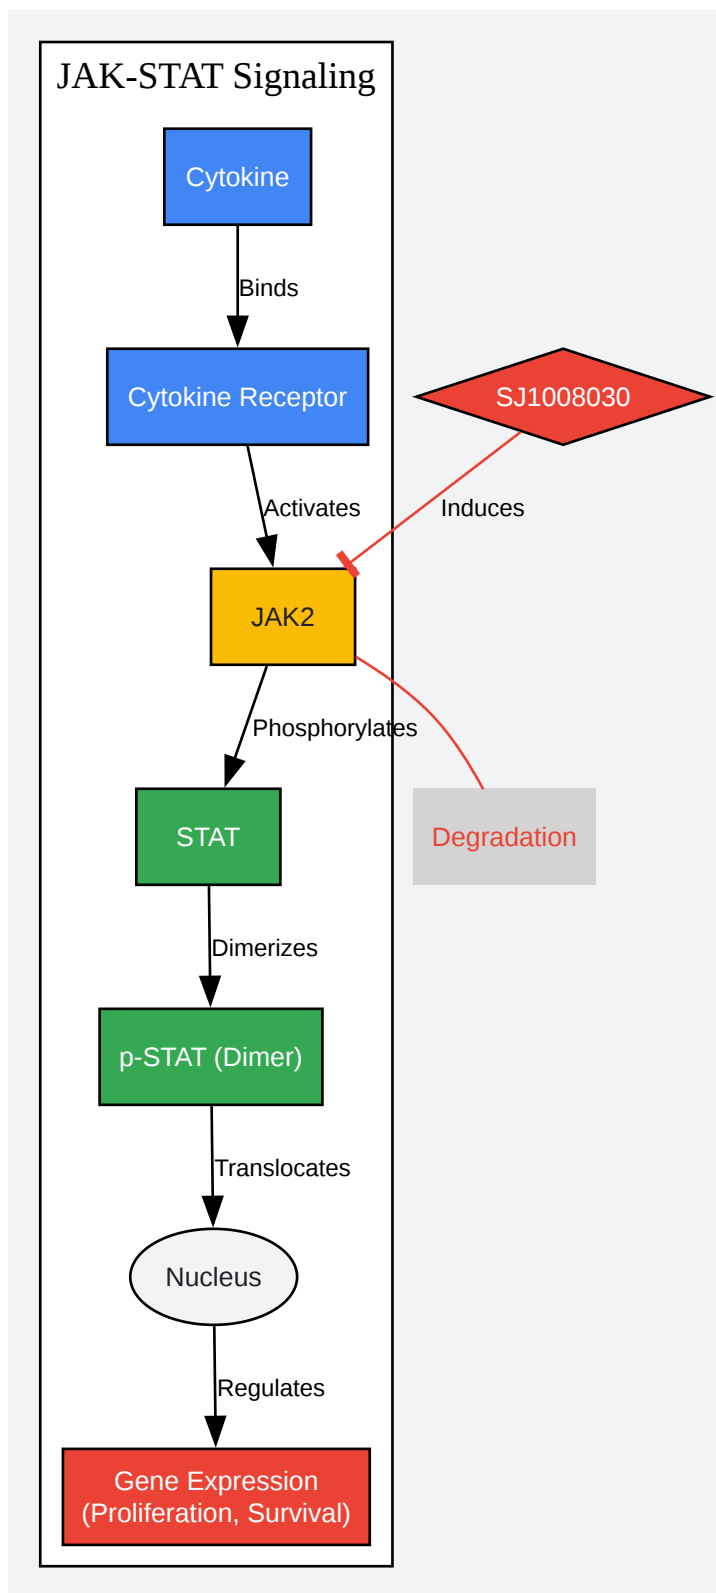 JAK-STAT Signaling
Cytokine
Binds
Cytokine Receptor
SJ1008030
Activates
Induces
JAK2
Phosphorylates
STAT
Degradation
Dimerizes
p-STAT (Dimer)
Translocates
Nucleus
Regulates
Gene Expression
(Proliferation, Survival)